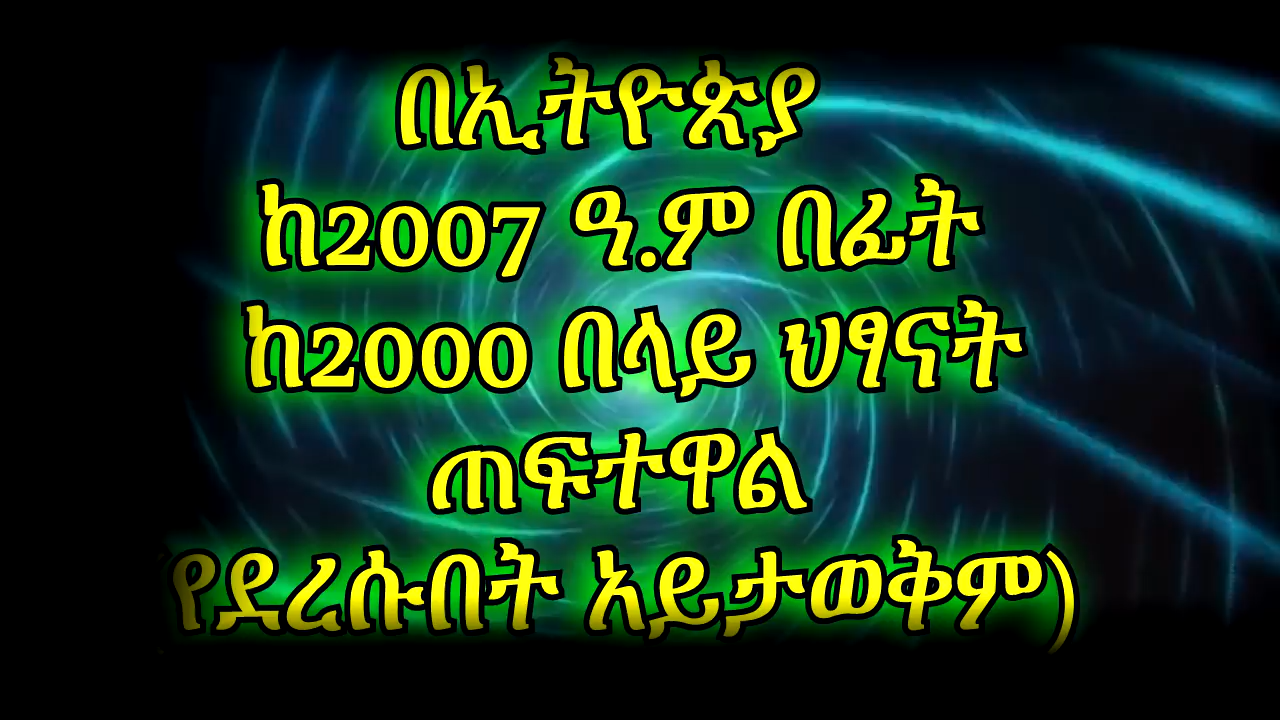 በኢትዮጵያ
ከ2007 ዓ.ም በፊት
ከ2000 በላይ ህፃናት
ጠፍተዋል
(የደረሱበት አይታወቅም)